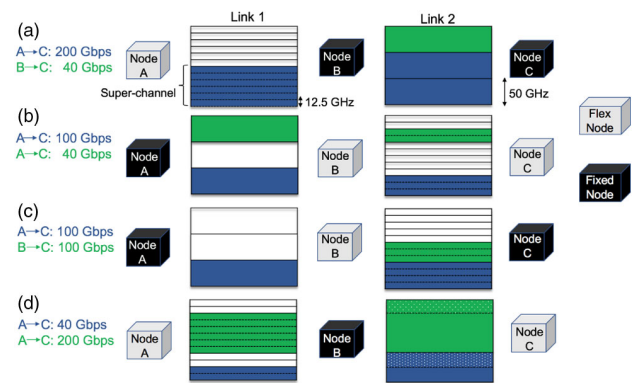 Link 1
Link 2
(a)
A→C: 200 Gbps
B→C: 40 Gbps
Node
A
Node
B
Node
C
Super-channel
12.5 GHz
50 GHz
Flex
Node
Fixed
Node
(b)
A→C: 100 Gbps
A→C: 40 Gbps
Node
A
Node
B
Node
C
(c)
A→C: 100 Gbps
B→C: 100 Gbps
Node
A
Node
B
Node
C
(d)
A→C: 40 Gbps
A→C: 200 Gbps
Node
A
Node
B
Node
C